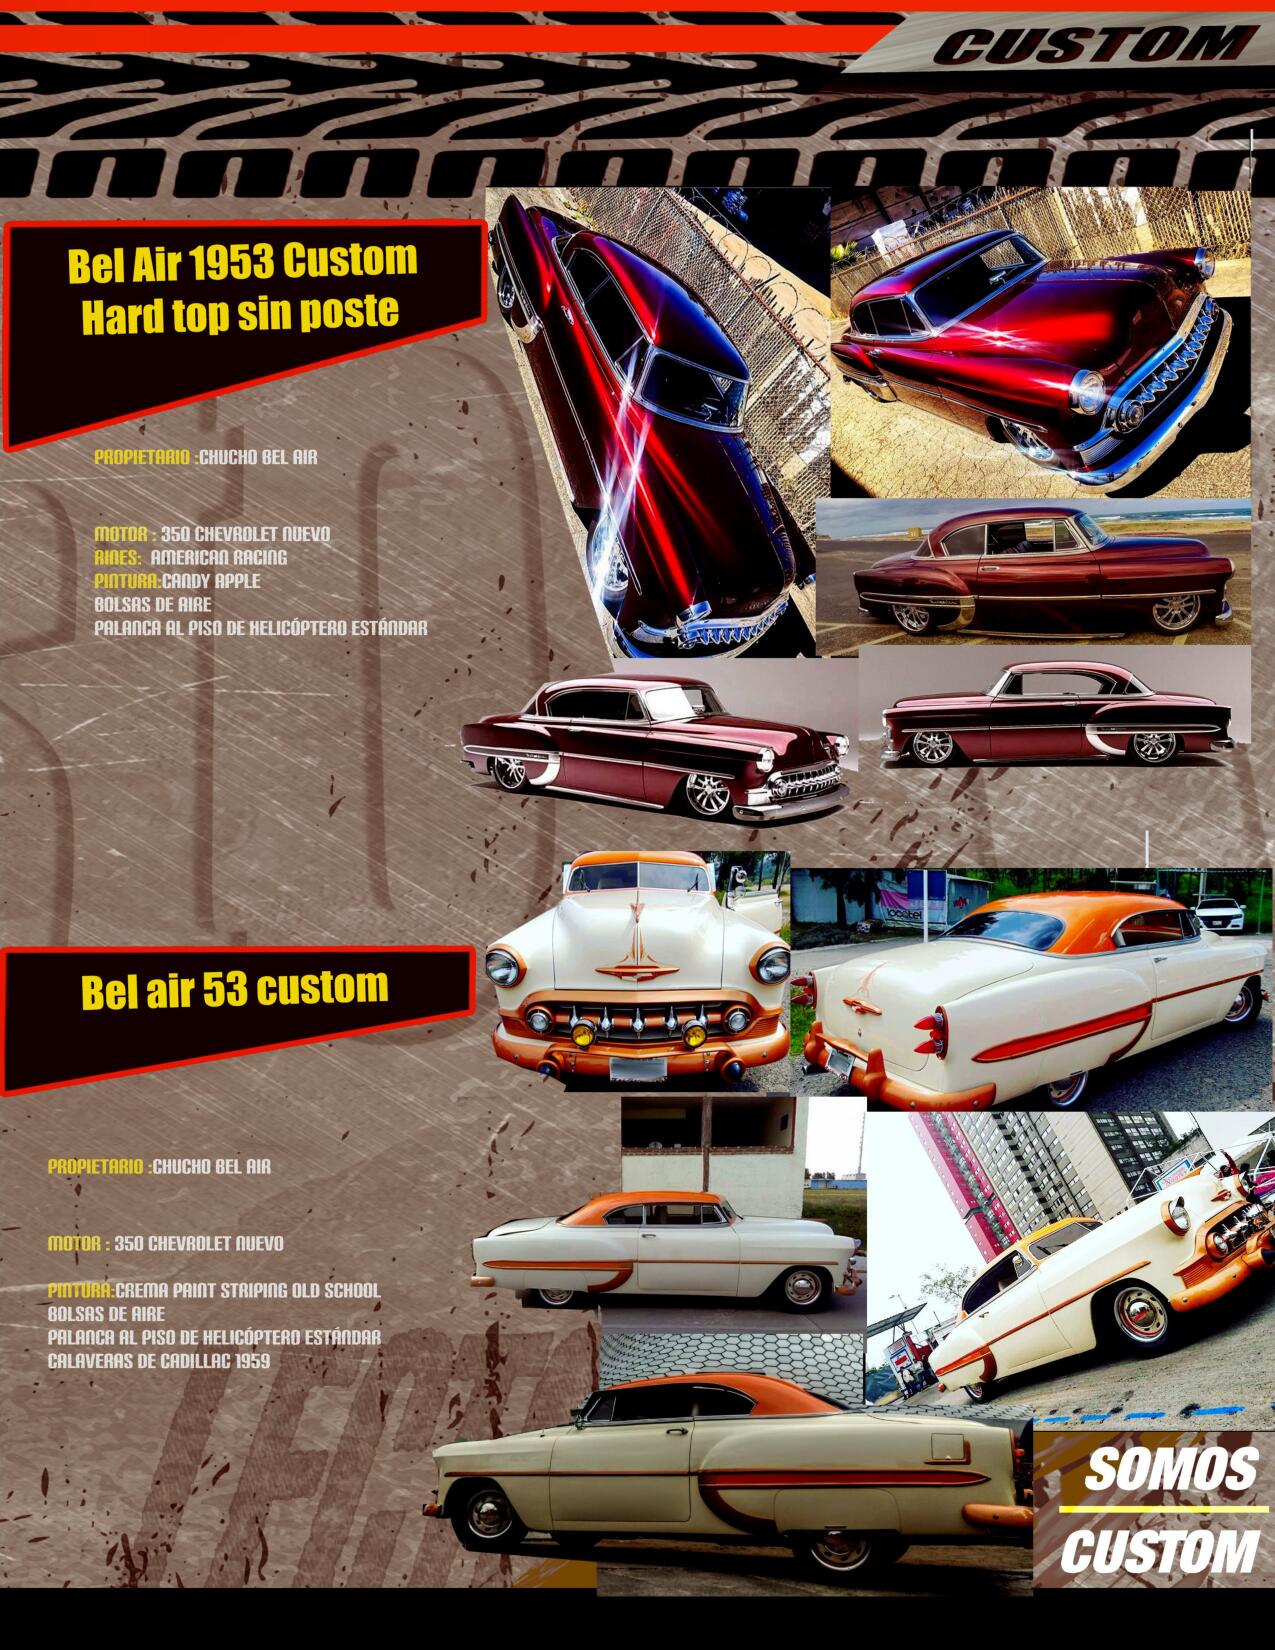 CUSTOM
Bel Air 1953 Custom
Hard top sin poste
PROPIETARIO :CHUCHO BEL AIR
MOTOR : 350 CHEVROLET NUEVO
RINES: AMERICAN RACING
PINTURA:CANDY APPLE
BOLSAS DE AIRE
PALANCA AL PISO DE HELICÓPTERO ESTÁNDAR
locatel
Bel air 53 custom
PROPIETARIO :CHUCHO BEL AIR
MOTOR : 350 CHEVROLET NUEVO
PINTURA:CREMA PAINT STRIPING OLD SCHOOL
BOLSAS DE AIRE
PALANCA AL PISO DE HELICÓPTERO ESTÁNDAR
CALAVERAS DE CADILLAC 1959
SOMOS
CUSTOM